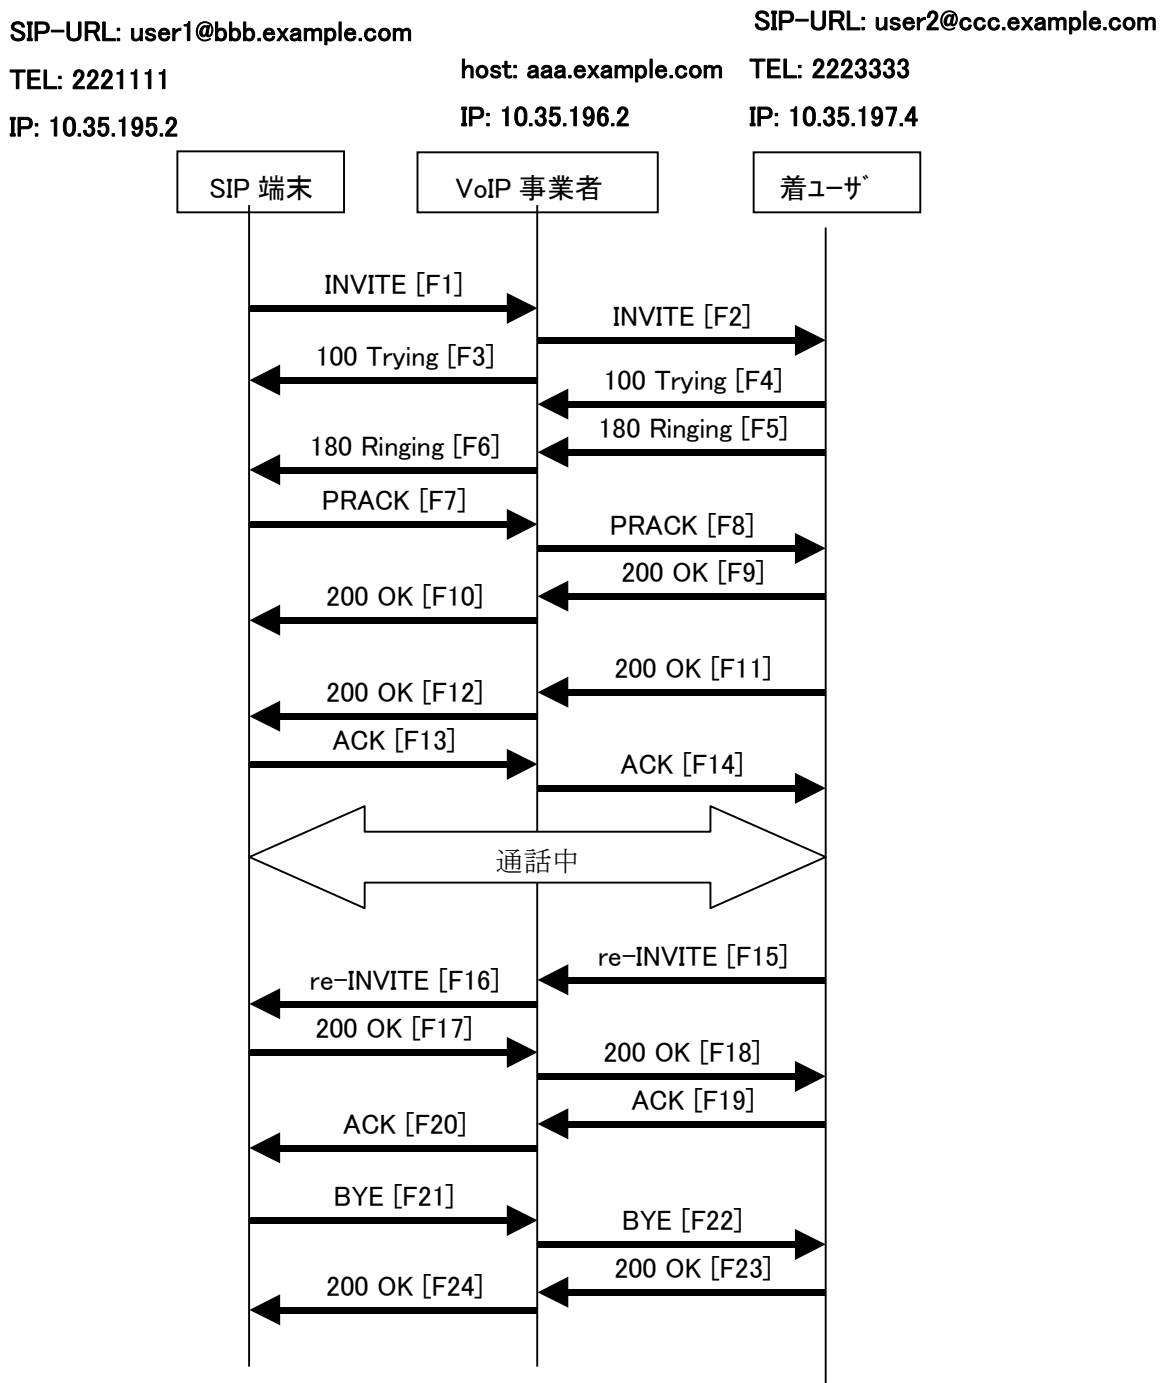 SIP-URL: user1@bbb.example.com
TEL: 2221111
IP: 10.35.195.2
host: aaa.example.com
IP: 10.35.196.2
SIP-URL: user2@ccc.example.com
TEL: 2223333
IP: 10.35.197.4
SIP 端末
VoIP 事業者
着ﾕｰｻﾞ
INVITE [F1]
INVITE [F2]
100 Trying [F3]
100 Trying [F4]
180 Ringing [F5]
180 Ringing [F6]
PRACK [F7]
PRACK [F8]
200 OK [F9]
200 OK [F10]
200 OK [F11]
200 OK [F12]
ACK [F13]
ACK [F14]
通話中
re-INVITE [F15]
re-INVITE [F16]
200 OK [F17]
200 OK [F18]
ACK [F19]
ACK [F20]
BYE [F21]
BYE [F22]
200 OK [F23]
200 OK [F24]